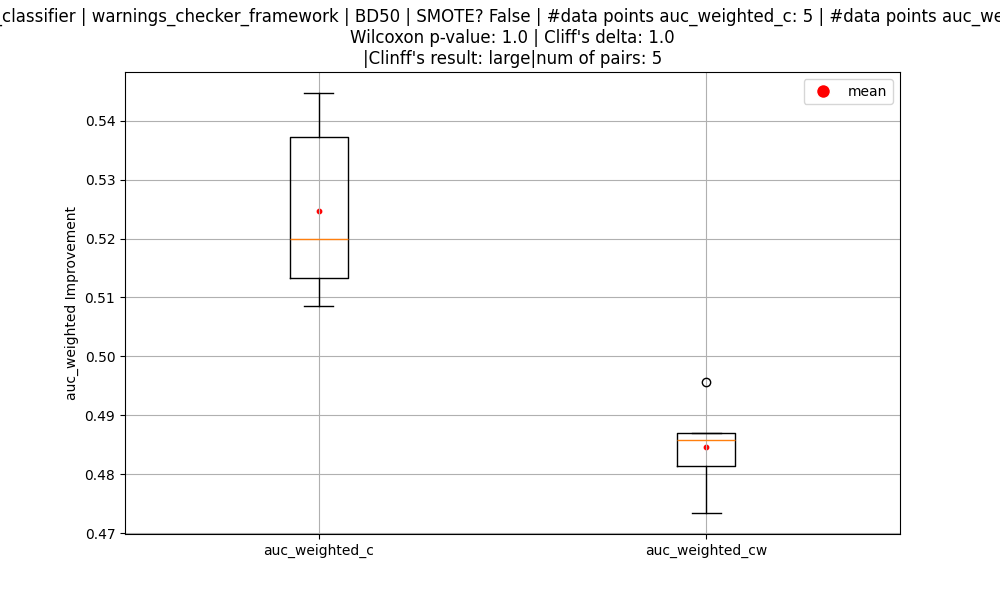 _classifier | warnings_checker_framework | BD50 | SMOTE? False | #data points auc_weighted_c: 5 | #data points auc_we
Wilcoxon p-value: 1.0 | Cliff's delta: 1.0
|Clinff's result: large|num of pairs: 5
mean
0.54
0.53
0.52
0.51
0.50
0.49
0.48
0.47
auc_weighted Improvement
auc_weighted_c
auc_weighted_cw